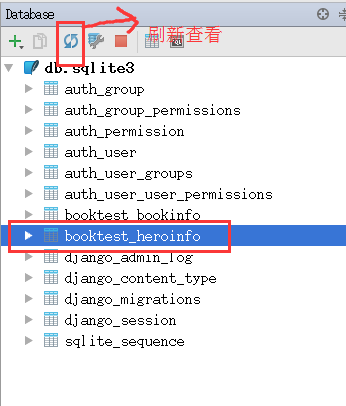 Database
刷新查看
db.sqlite3
auth_group
auth_group_permissions
auth_permission
auth_user
auth_user_groups
auth_user_user_permissions
booktest_bookinfo
booktest_heroinfo
django_admin_log
django_content_type
django_migrations
django_session
sqlite_sequence